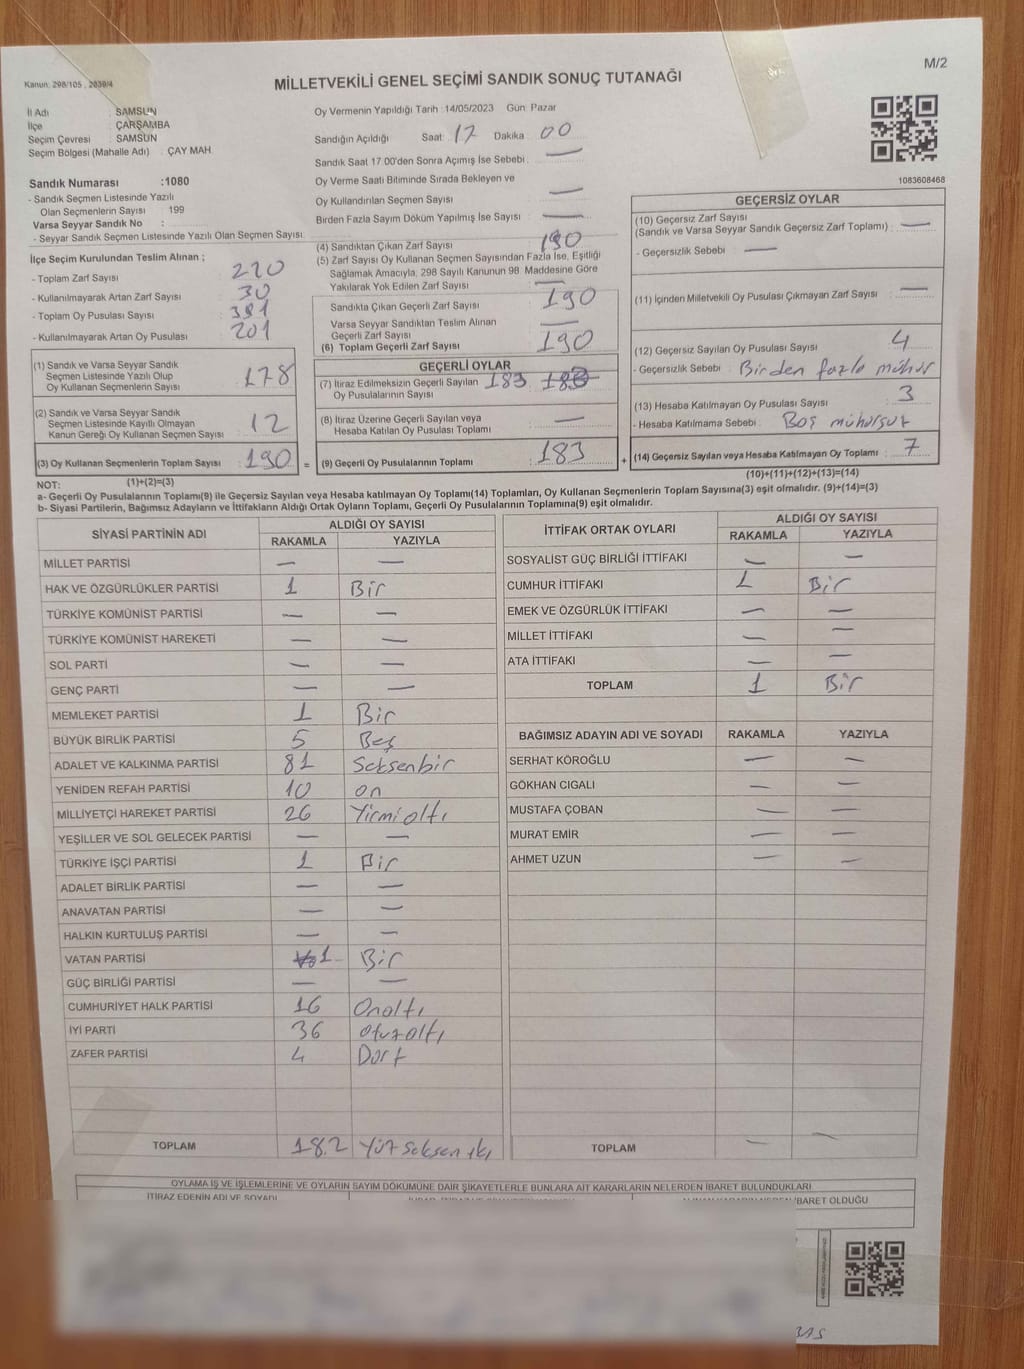 M/2
Kanun: 298/105 , 2839/4
MİLLETVEKİLİ GENEL SEÇİMİ SANDIK SONUÇ TUTANAĞI
İl Adı : SAMSUN
İlçe : ÇARŞAMBA
Seçim Çevresi : SAMSUN
Seçim Bölgesi (Mahalle Adı) : ÇAY MAH.
Sandık Numarası :1080
- Sandık Seçmen Listesinde Yazılı
Olan Seçmenlerin Sayısı : 199
Varsa Seyyar Sandık No :
- Seyyar Sandık Seçmen Listesinde Yazılı Olan Seçmen Sayısı:
İlçe Seçim Kurulundan Teslim Alınan ;
- Toplam Zarf Sayısı : 220
- Kullanılmayarak Artan Zarf Sayısı : 30
- Toplam Oy Pusulası Sayısı : 391
- Kullanılmayarak Artan Oy Pusulası : 201
(1) Sandık ve Varsa Seyyar Sandık
Seçmen Listesinde Yazılı Olup
Oy Kullanan Seçmenlerin Sayısı : 178
(2) Sandık ve Varsa Seyyar Sandık
Seçmen Listesinde Kayıtlı Olmayan
Kanun Gereği Oy Kullanan Seçmen Sayısı : 12
(3) Oy Kullanan Seçmenlerin Toplam Sayısı : 190 =
(1)+(2)=(3)
Oy Vermenin Yapıldığı Tarih : 14/05/2023 Gün: Pazar
Sandığın Açıldığı Saat: 17 Dakika : 00
Sandık Saat 17.00'den Sonra Açımış İse Sebebi : —
Oy Verme Saati Bitiminde Sırada Bekleyen ve
Oy Kullandırılan Seçmen Sayısı —
Birden Fazla Sayım Döküm Yapılmış İse Sayısı : —
(4) Sandıktan Çıkan Zarf Sayısı : 190
(5) Zarf Sayısı Oy Kullanan Seçmen Sayısından Fazla İse, Eşitliği
Sağlamak Amacıyla, 298 Sayılı Kanunun 98. Maddesine Göre
Yakılarak Yok Edilen Zarf Sayısı —
Sandıkta Çıkan Geçerli Zarf Sayısı : 190
Varsa Seyyar Sandıktan Teslim Alınan
Geçerli Zarf Sayısı —
(6) Toplam Geçerli Zarf Sayısı : 190
GEÇERLİ OYLAR
(7) İtiraz Edilmeksizin Geçerli Sayılan 183
Oy Pusulalarının Sayısı
(8) İtiraz Üzerine Geçerli Sayılan veya
Hesaba Katılan Oy Pusulası Toplamı : —
(9) Geçerli Oy Pusulalarının Toplamı : 183 +
1083608468
GEÇERSİZ OYLAR
(10) Geçersiz Zarf Sayısı
(Sandık ve Varsa Seyyar Sandık Geçersiz Zarf Toplamı) : —
- Geçersizlik Sebebi : —
(11) İçinden Milletvekili Oy Pusulası Çıkmayan Zarf Sayısı : —
(12) Geçersiz Sayılan Oy Pusulası Sayısı : 4
- Geçersizlik Sebebi : Birden fazla mühür
(13) Hesaba Katılmayan Oy Pusulası Sayısı : 3
- Hesaba Katılmama Sebebi : Boş mühürsüz
(14) Geçersiz Sayılan veya Hesaba Katılmayan Oy Toplamı : 7
(10)+(11)+(12)+(13)=(14)
NOT:
a- Geçerli Oy Pusulalarının Toplamı(9) ile Geçersiz Sayılan veya Hesaba katılmayan Oy Toplamı(14) Toplamları, Oy Kullanan Seçmenlerin Toplam Sayısına(3) eşit olmalıdır. (9)+(14)=(3)
b- Siyasi Partilerin, Bağımsız Adayların ve İttifakların Aldığı Ortak Oyların Toplamı, Geçerli Oy Pusulalarının Toplamına(9) eşit olmalıdır.
SİYASİ PARTİNİN ADI ALDIĞI OY SAYISI
RAKAMLA YAZIYLA
MİLLET PARTİSİ — —
HAK VE ÖZGÜRLÜKLER PARTİSİ 1 Bir
TÜRKİYE KOMÜNİST PARTİSİ — —
TÜRKİYE KOMÜNİST HAREKETİ — —
SOL PARTİ — —
GENÇ PARTİ — —
MEMLEKET PARTİSİ 1 Bir
BÜYÜK BİRLİK PARTİSİ 5 Beş
ADALET VE KALKINMA PARTİSİ 81 Seksenbir
YENİDEN REFAH PARTİSİ 10 on
MİLLİYETÇİ HAREKET PARTİSİ 26 Yirmialtı
YEŞİLLER VE SOL GELECEK PARTİSİ — —
TÜRKİYE İŞÇİ PARTİSİ 1 Bir
ADALET BİRLİK PARTİSİ — —
ANAVATAN PARTİSİ — —
HALKIN KURTULUŞ PARTİSİ — —
VATAN PARTİSİ 1 Bir
GÜÇ BİRLİĞİ PARTİSİ — —
CUMHURİYET HALK PARTİSİ 16 Onaltı
İYİ PARTİ 36 Otuzaltı
ZAFER PARTİSİ 4 Dört
TOPLAM 182 Yüz seksen iki
İTTİFAK ORTAK OYLARI ALDIĞI OY SAYISI
RAKAMLA YAZIYLA
SOSYALİST GÜÇ BİRLİĞİ İTTİFAKI — —
CUMHUR İTTİFAKI 1 Bir
EMEK VE ÖZGÜRLÜK İTTİFAKI — —
MİLLET İTTİFAKI — —
ATA İTTİFAKI — —
TOPLAM 1 Bir
BAĞIMSIZ ADAYIN ADI VE SOYADI RAKAMLA YAZIYLA
SERHAT KÖROĞLU — —
GÖKHAN CIGALI — —
MUSTAFA ÇOBAN — —
MURAT EMİR — —
AHMET UZUN — —
TOPLAM — —
OYLAMA İŞ VE İŞLEMLERİNE VE OYLARIN SAYIM DÖKÜMÜNE DAİR ŞİKAYETLERLE BUNLARA AİT KARARLARIN NELERDEN İBARET BULUNDUKLARI
İTİRAZ EDENİN ADI VE SOYADI
İBARET OLDUĞU